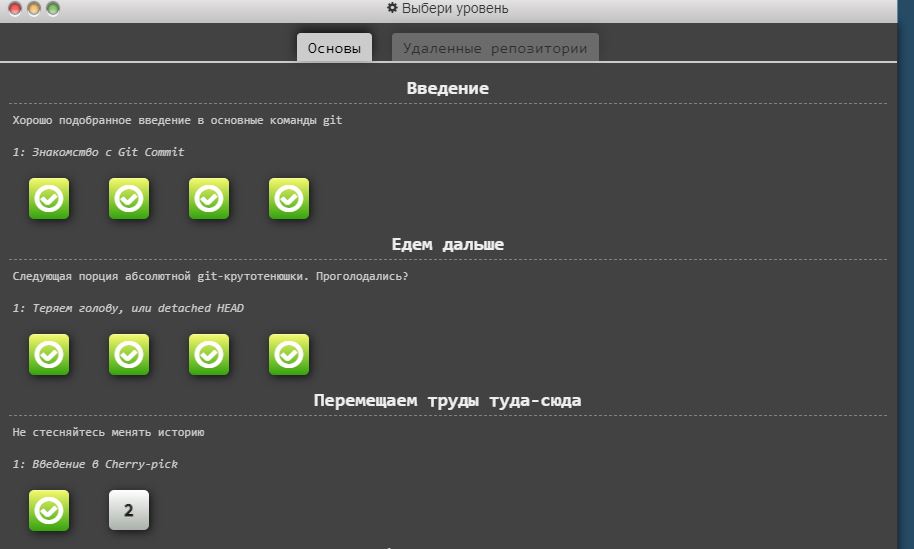 Выбери уровень
Основы
Удаленные репозитории
Введение
Хорошо подобранное введение в основные команды git
1: Знакомство с Git Commit
Едем дальше
Следующая порция абсолютной git-крутотенюшки. Проголодались?
1: Теряем голову, или detached HEAD
Перемещаем труды туда-сюда
Не стесняйтесь менять историю
1: Введение в Cherry-pick
2